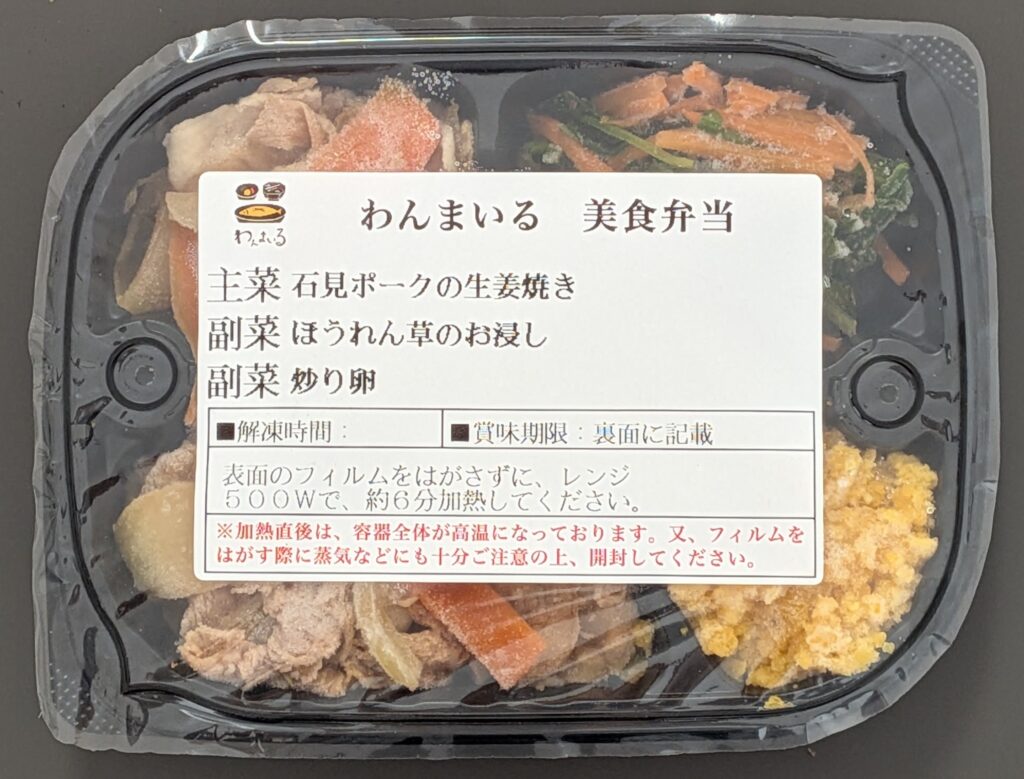 わんまいる
わんまいる　美食弁当
主菜 石見ポークの生姜焼き
副菜 ほうれん草のお浸し
副菜 炒り卵
■解凍時間：
■賞味期限：裏面に記載
表面のフィルムをはがさずに、レンジ
５００Ｗで、約６分加熱してください。
※加熱直後は、容器全体が高温になっております。又、フィルムを
はがす際に蒸気などにも十分ご注意の上、開封してください。